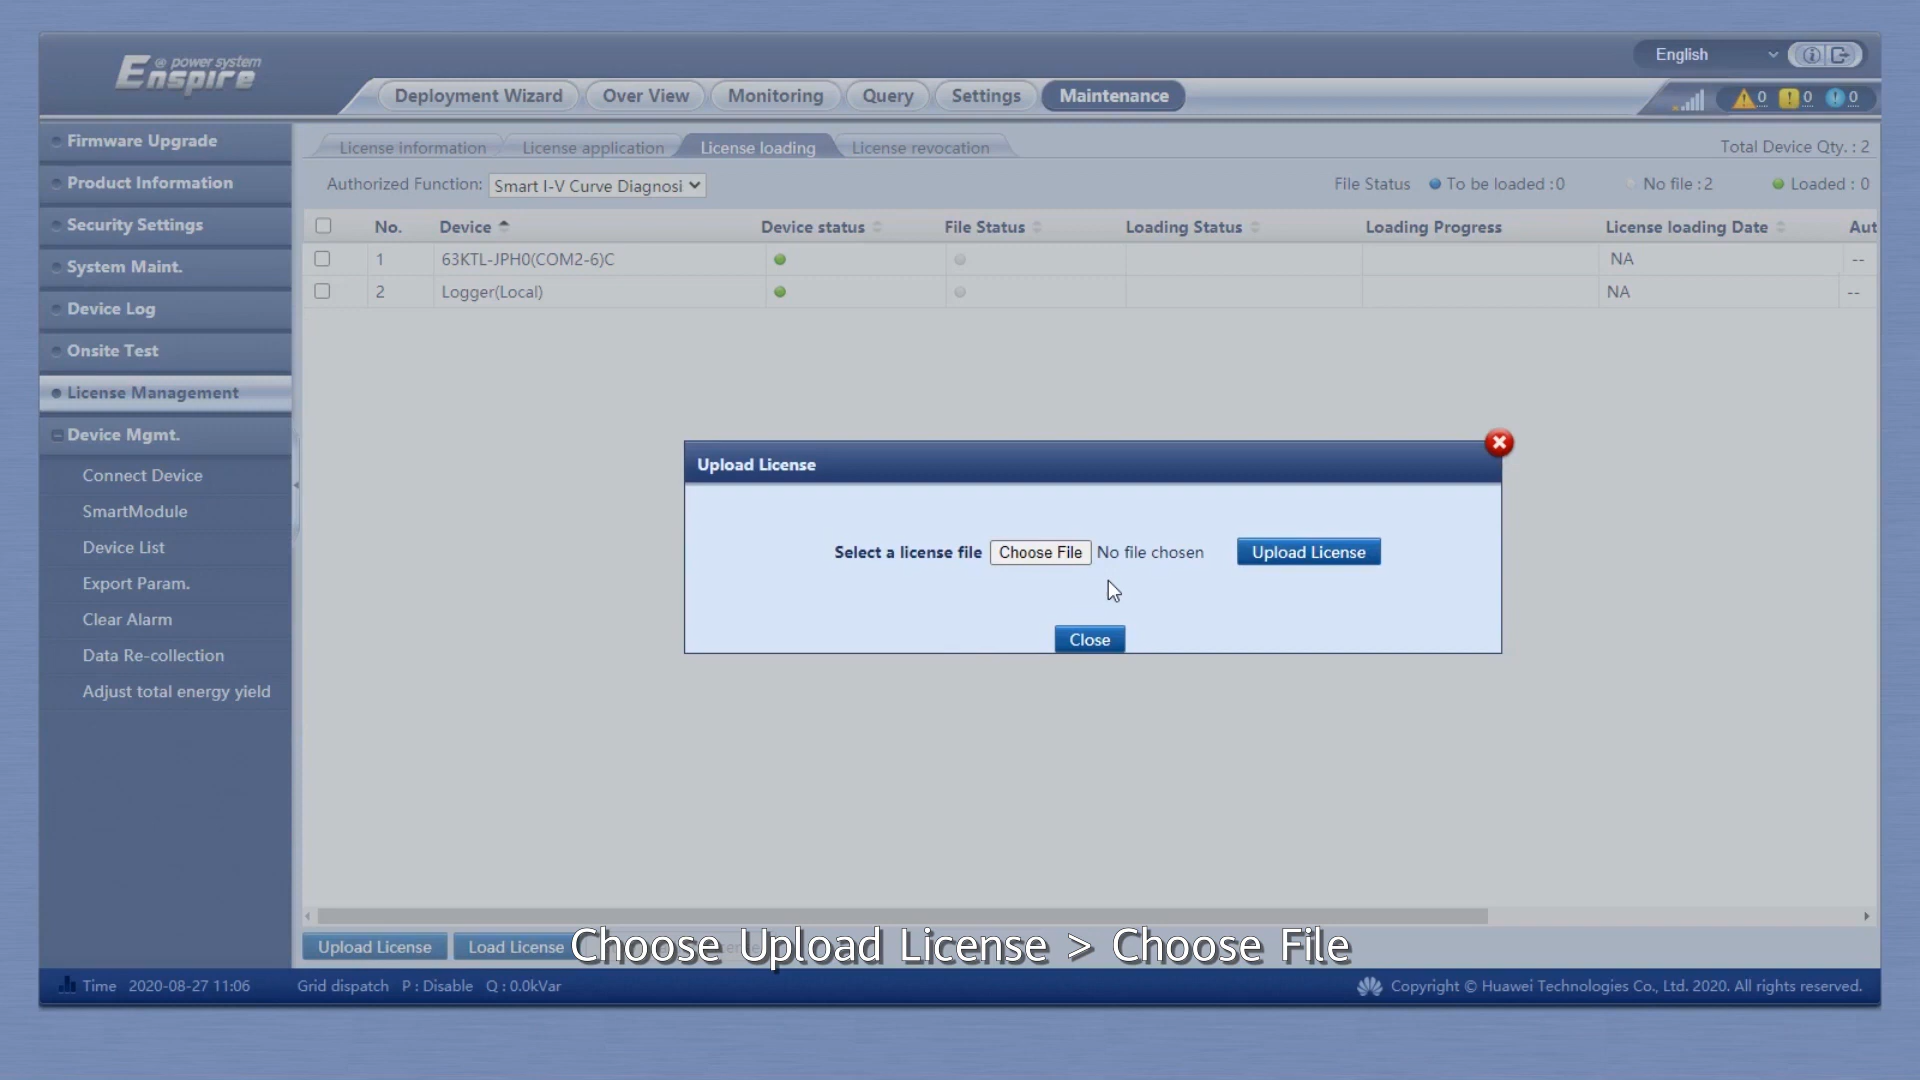 Enspire @ power system
English
Deployment Wizard Over View Monitoring Query Settings Maintenance
0 0 0
Firmware Upgrade
Product Information
Security Settings
System Maint.
Device Log
Onsite Test
License Management
Device Mgmt.
Connect Device
SmartModule
Device List
Export Param.
Clear Alarm
Data Re-collection
Adjust total energy yield
License information License application License loading License revocation Total Device Qty. : 2
Authorized Function: Smart I-V Curve Diagnosi File Status To be loaded :0 No file :2 Loaded : 0
No. Device Device status File Status Loading Status Loading Progress License loading Date Aut
1 63KTL-JPH0(COM2-6)C NA --
2 Logger(Local) NA --
Upload License
Select a license file Choose File No file chosen Upload License
Close
Upload License Load License
Choose Upload License > Choose File
Time 2020-08-27 11:06 Grid dispatch P : Disable Q : 0.0kVar Copyright © Huawei Technologies Co., Ltd. 2020. All rights reserved.